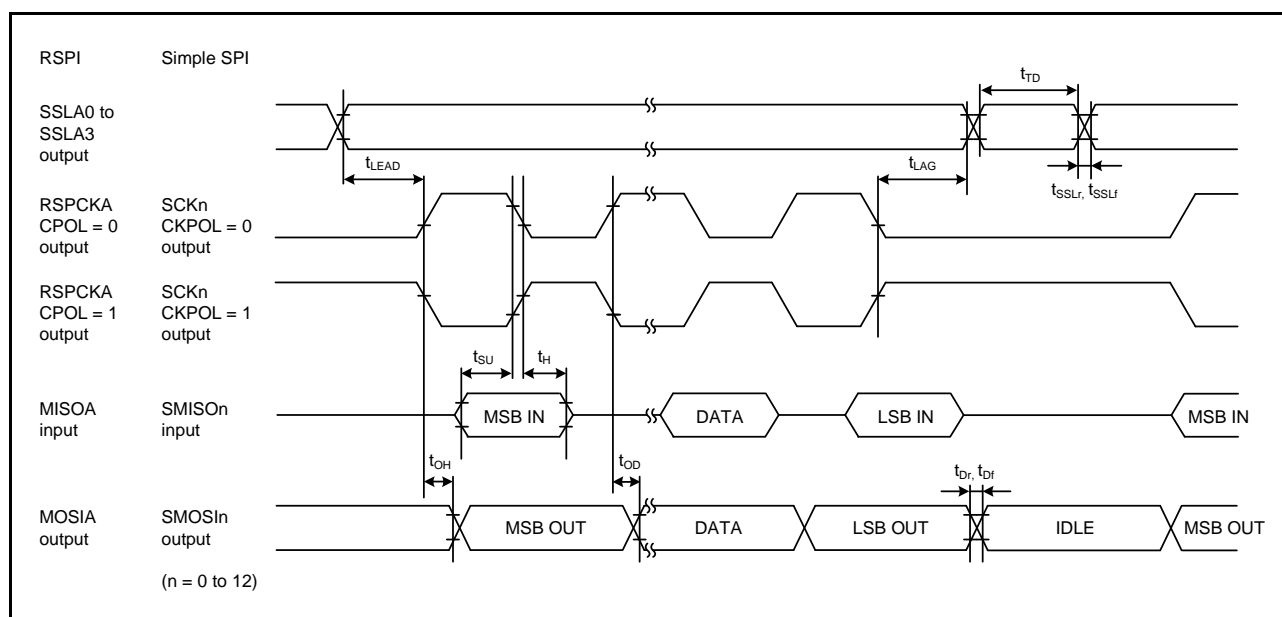 RSPI Simple SPI
SSLA0 to
SSLA3
output
tTD
tLEAD
tLAG
tSSLr, tSSLf
RSPCKA SCKn
CPOL = 0 CKPOL = 0
output output
RSPCKA SCKn
CPOL = 1 CKPOL = 1
output output
tSU tH
MISOA SMISOn
input input
MSB IN DATA LSB IN MSB IN
tOH tOD tDr, tDf
MOSIA SMOSIn
output output
MSB OUT DATA LSB OUT IDLE MSB OUT
(n = 0 to 12)